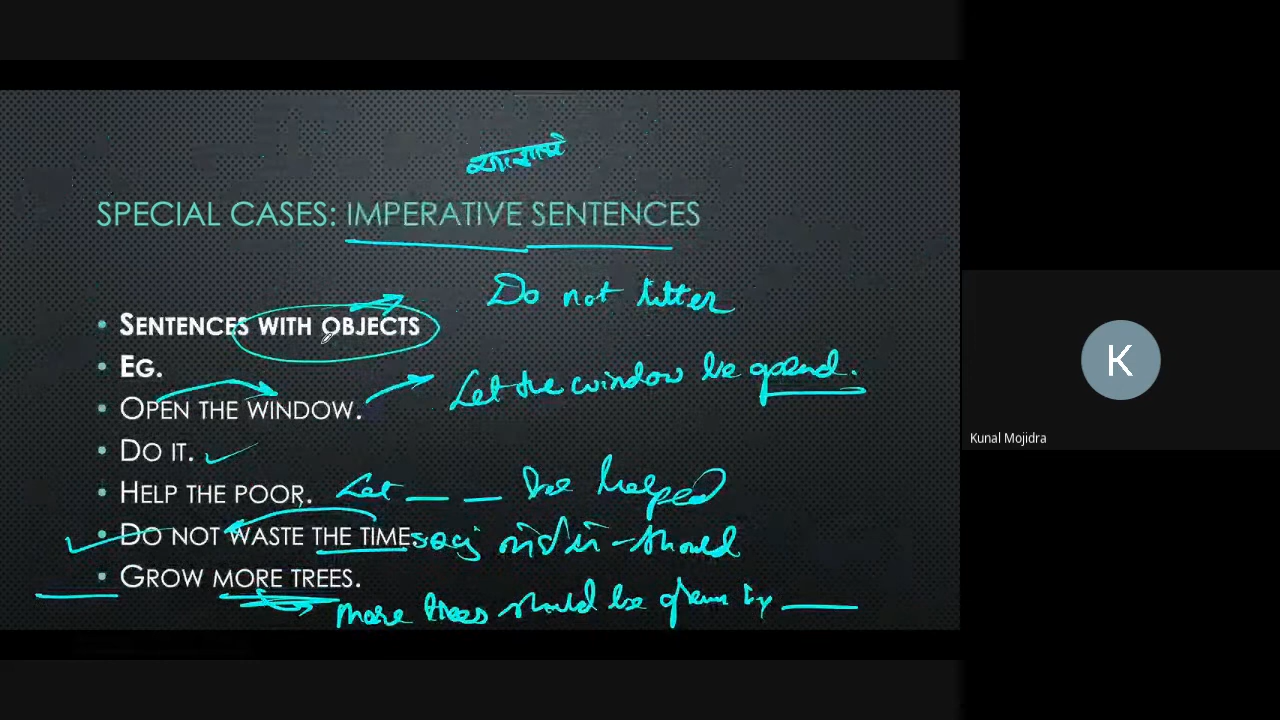 SPECIAL CASES: IMPERATIVE SENTENCES
Do not litter
• SENTENCES WITH OBJECTS
• EG.
Let the window be opend.
• OPEN THE WINDOW.
• DO IT.
• HELP THE POOR. Let — — be helped
• DO NOT WASTE THE TIME. should
• GROW MORE TREES.
more trees should be grown by ——
K
Kunal Mojidra